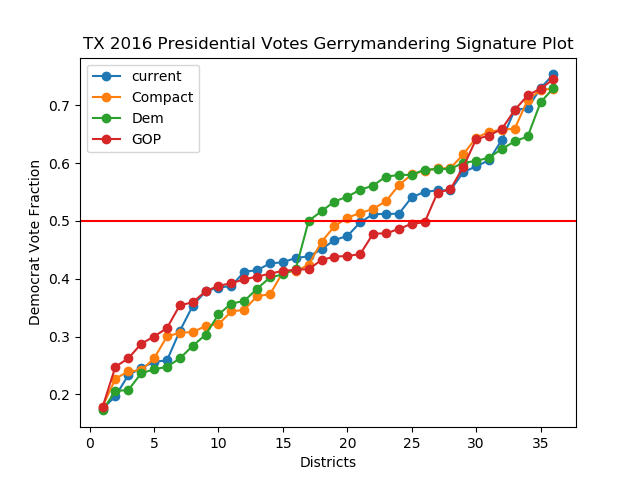 TX 2016 Presidential Votes Gerrymandering Signature Plot
current
Compact
Dem
GOP
0.7
0.6
0.5
0.4
0.3
0.2
Democrat Vote Fraction
0
5
10
15
20
25
30
35
Districts